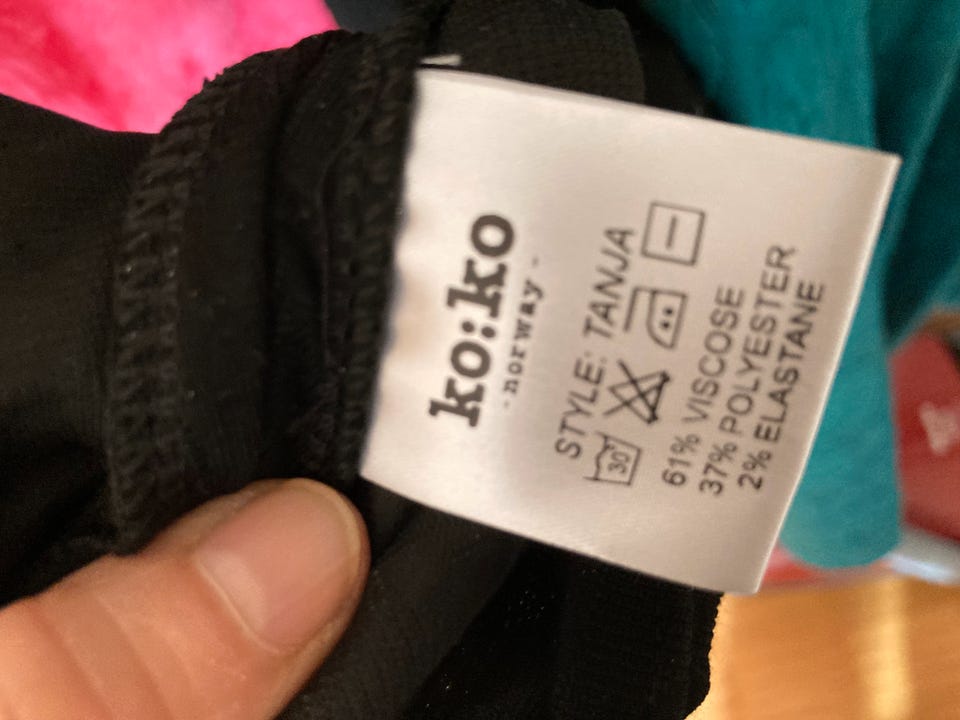 ko:ko
- norway -
STYLE: TANJA
30
61% VISCOSE
37% POLYESTER
2% ELASTANE